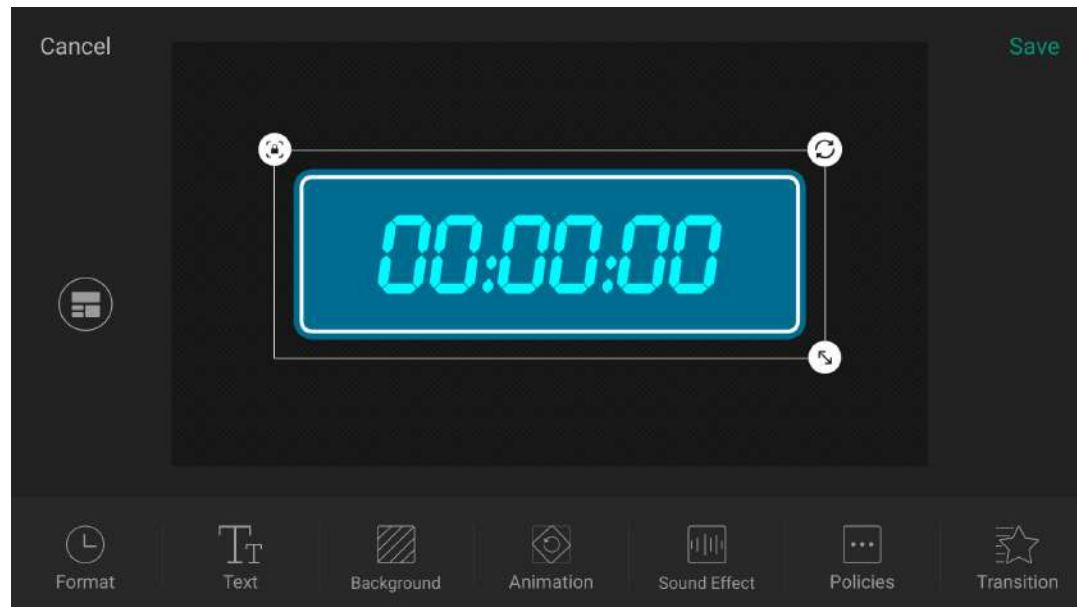 Cancel
Save
00:00:00
Format
Text
Background
Animation
Sound Effect
Policies
Transition